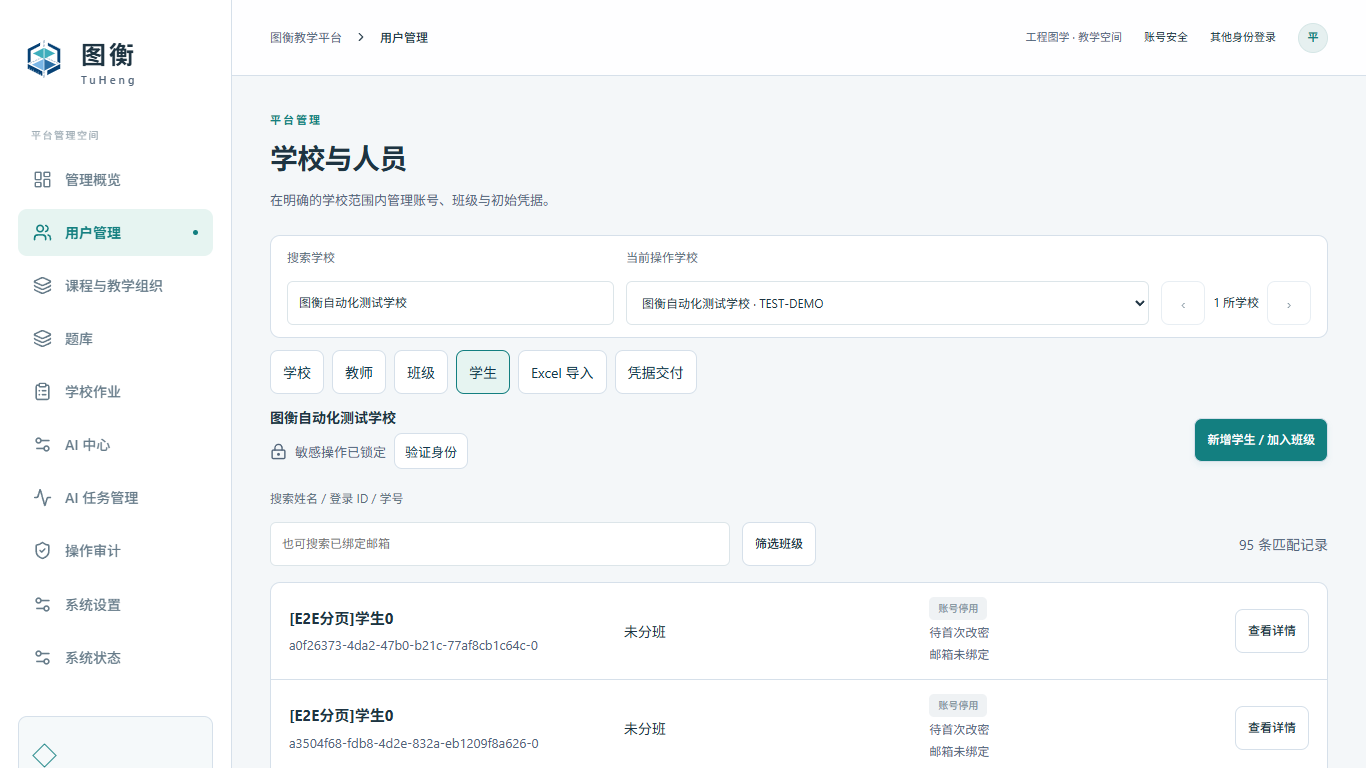 图衡
TuHeng
平台管理空间
管理概览
用户管理
课程与教学组织
题库
学校作业
AI 中心
AI 任务管理
操作审计
系统设置
系统状态
图衡教学平台 > 用户管理
工程图学 · 教学空间 账号安全 其他身份登录 平
平台管理
学校与人员
在明确的学校范围内管理账号、班级与初始凭据。
搜索学校 当前操作学校
图衡自动化测试学校 图衡自动化测试学校 · TEST-DEMO ‹ 1 所学校 ›
学校 教师 班级 学生 Excel 导入 凭据交付
图衡自动化测试学校
敏感操作已锁定 验证身份
新增学生 / 加入班级
搜索姓名 / 登录 ID / 学号
也可搜索已绑定邮箱 筛选班级 95 条匹配记录
[E2E分页]学生0
a0f26373-4da2-47b0-b21c-77af8cb1c64c-0
未分班
账号停用
待首次改密
邮箱未绑定
查看详情
[E2E分页]学生0
a3504f68-fdb8-4d2e-832a-eb1209f8a626-0
未分班
账号停用
待首次改密
邮箱未绑定
查看详情